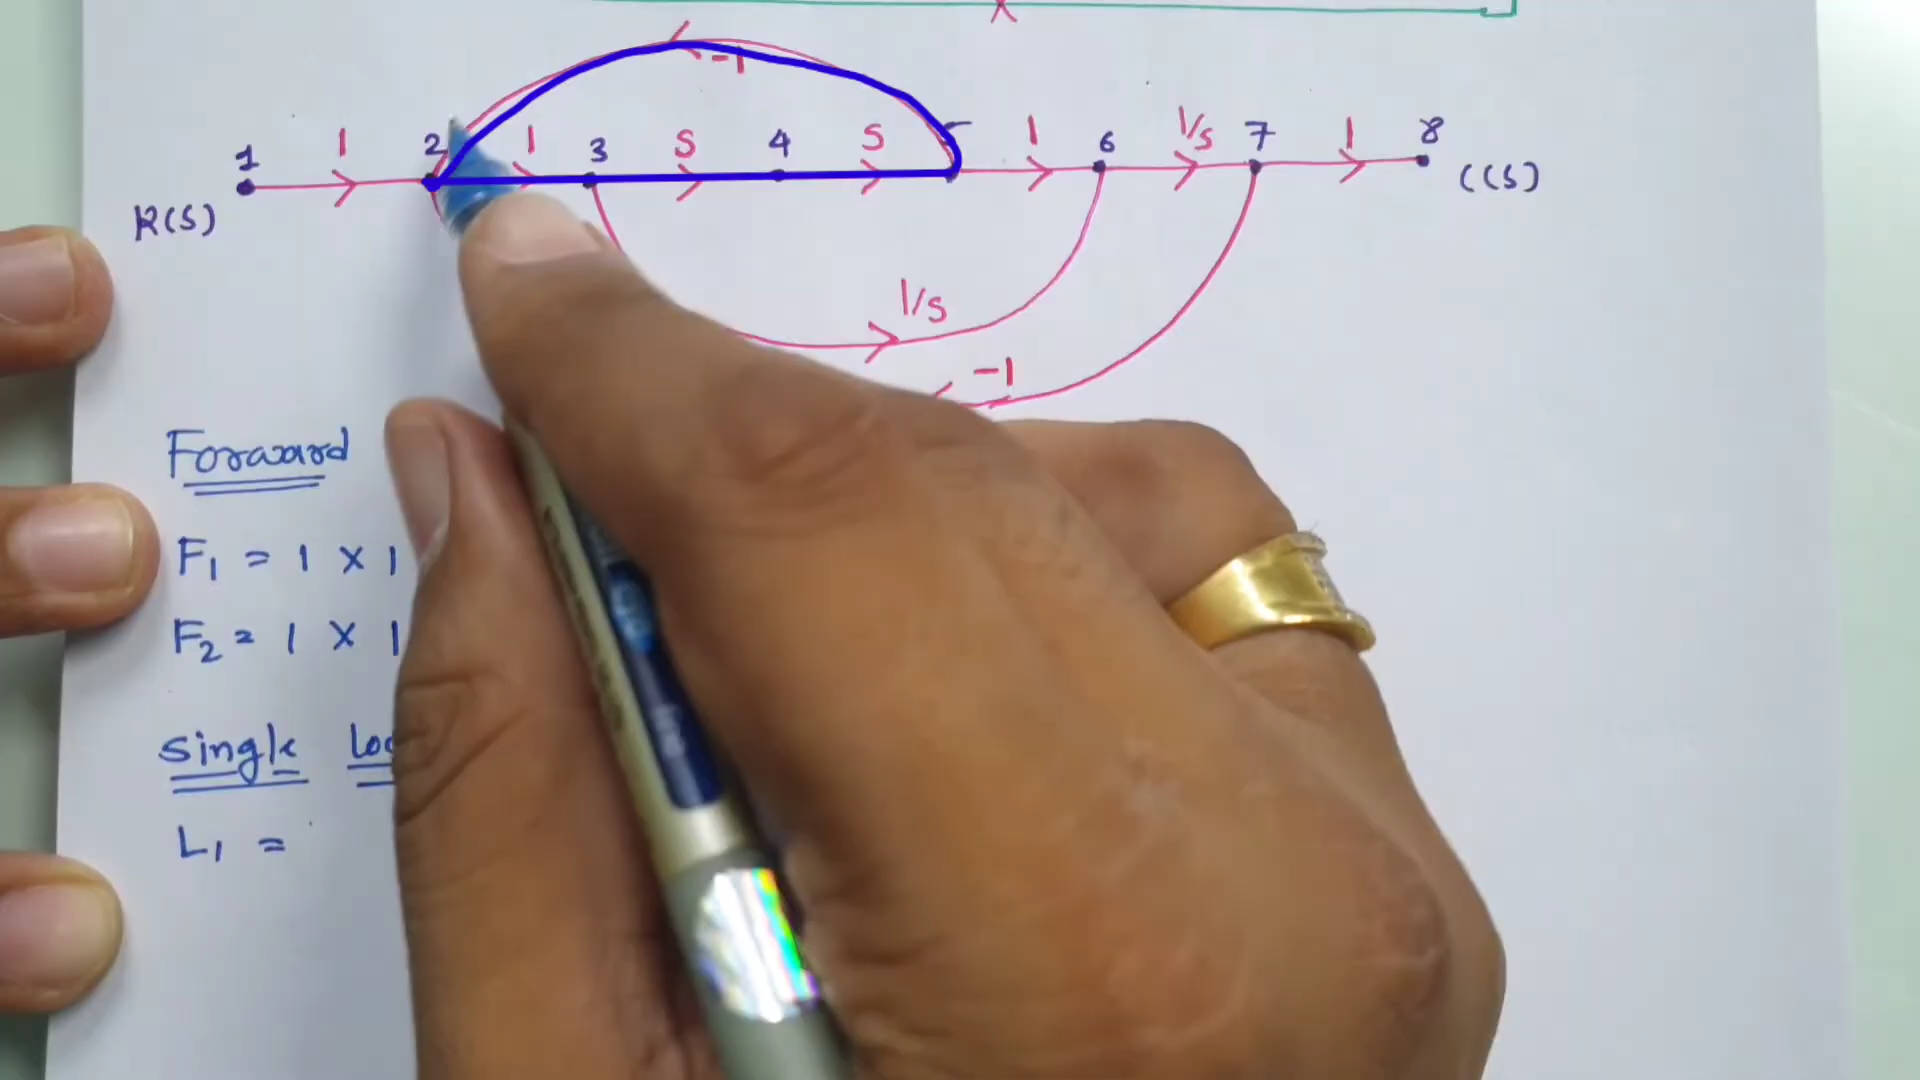 -1
1 1 2 1 3 S 4 S 5 1 6 1/s 7 1 8
R(S) C(S)
1/s
-1
Forward
F1 = 1 X 1
F2 = 1 X 1
Single
L1 =